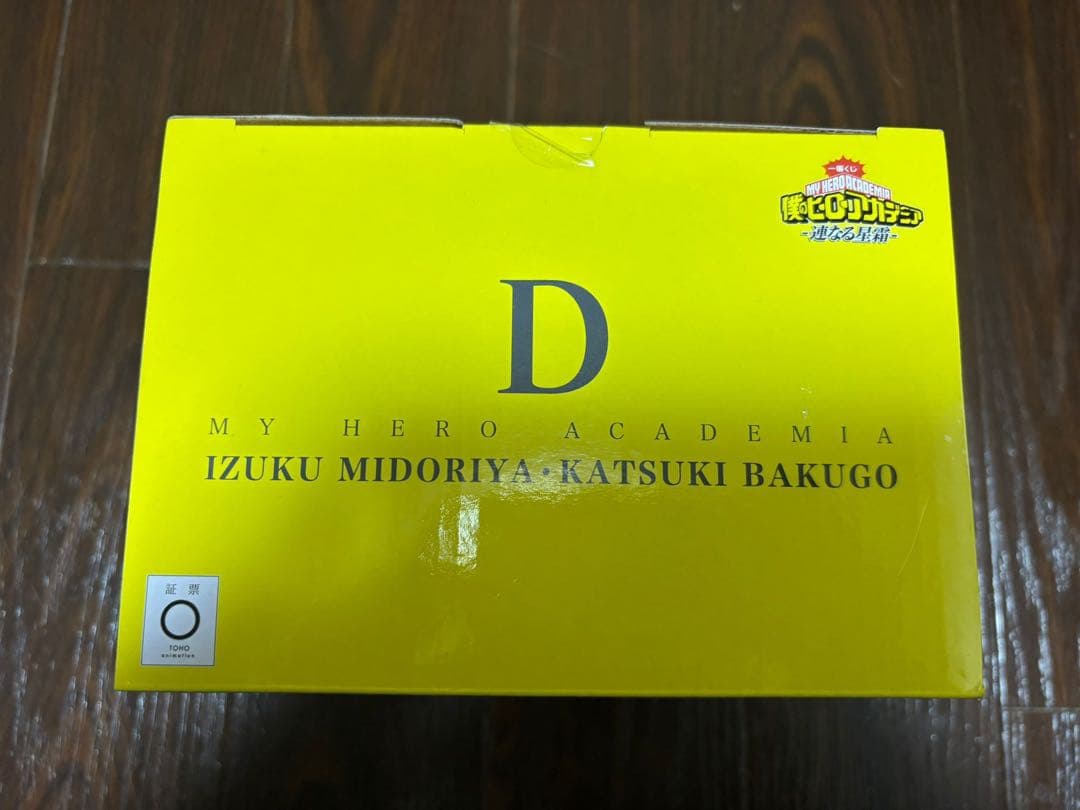 一番くじ
MY HERO ACADEMIA
僕のヒーローアカデミア
-連なる星霜-
D
MY HERO ACADEMIA
IZUKU MIDORIYA・KATSUKI BAKUGO
証票
TOHO
animation